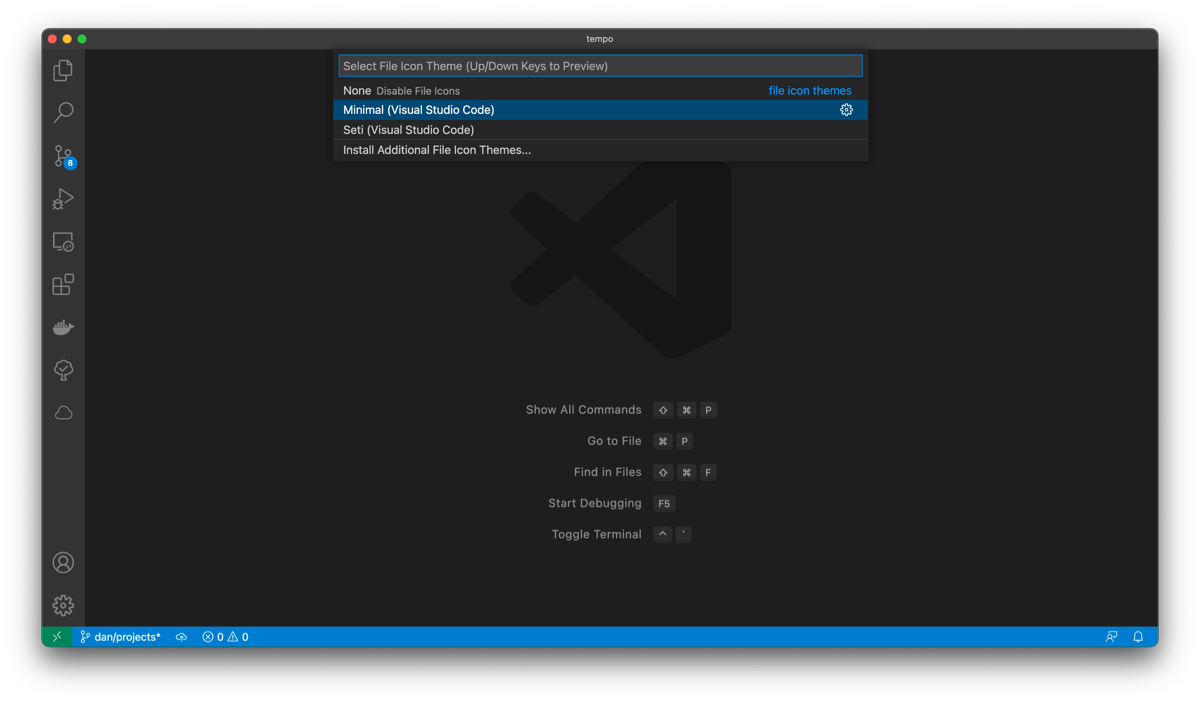 tempo
Select File Icon Theme (Up/Down Keys to Preview)
None Disable File Icons file icon themes
Minimal (Visual Studio Code)
Seti (Visual Studio Code)
Install Additional File Icon Themes...
8
Show All Commands ⇧ ⌘ P
Go to File ⌘ P
Find in Files ⇧ ⌘ F
Start Debugging F5
Toggle Terminal ^ `
dan/projects* 0 0